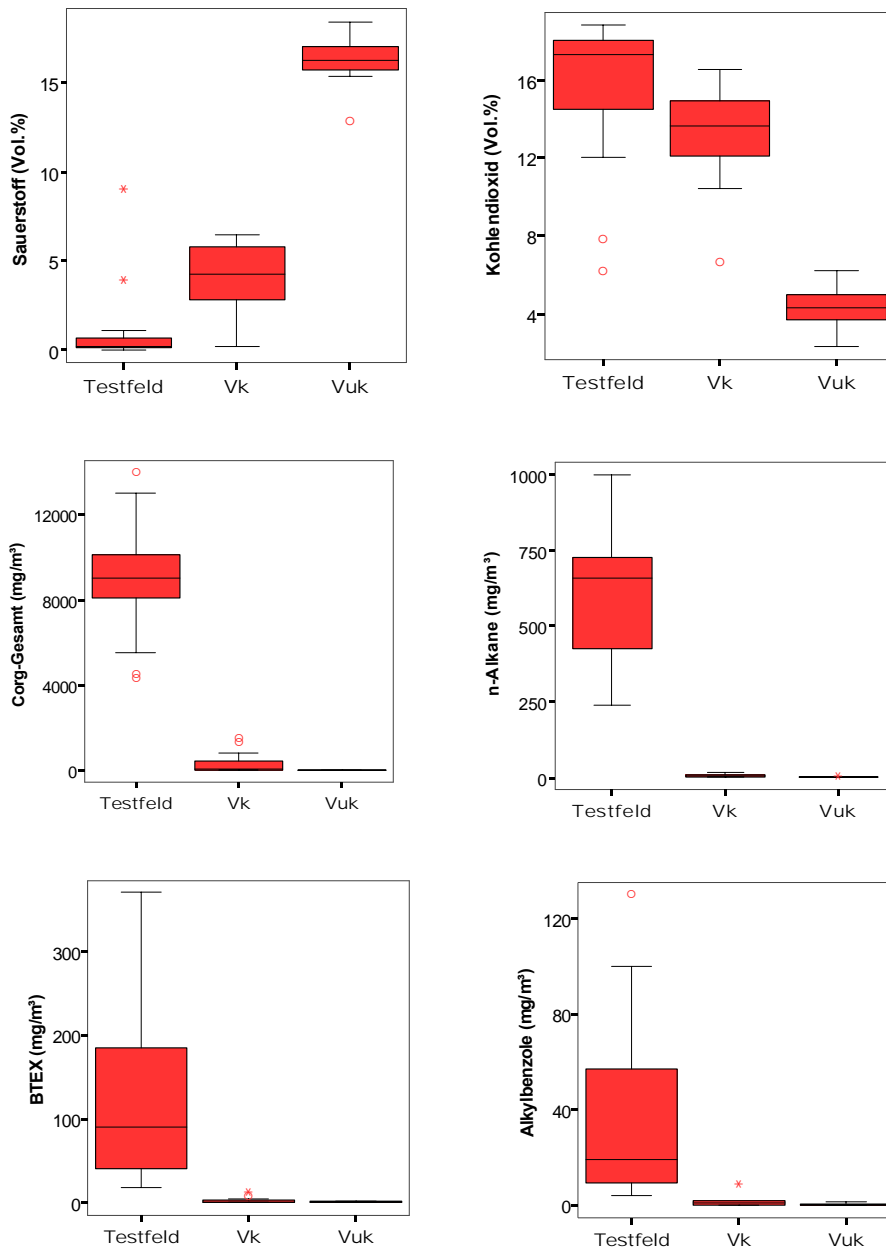 Sauerstoff (Vol.%)
15
10
5
0
Testfeld Vk Vuk
Kohlendioxid (Vol.%)
16
12
8
4
Testfeld Vk Vuk
Corg-Gesamt (mg/m³)
12000
8000
4000
0
Testfeld Vk Vuk
n-Alkane (mg/m³)
1000
750
500
250
0
Testfeld Vk Vuk
BTEX (mg/m³)
300
200
100
0
Testfeld Vk Vuk
Alkylbenzole (mg/m³)
120
80
40
0
Testfeld Vk Vuk